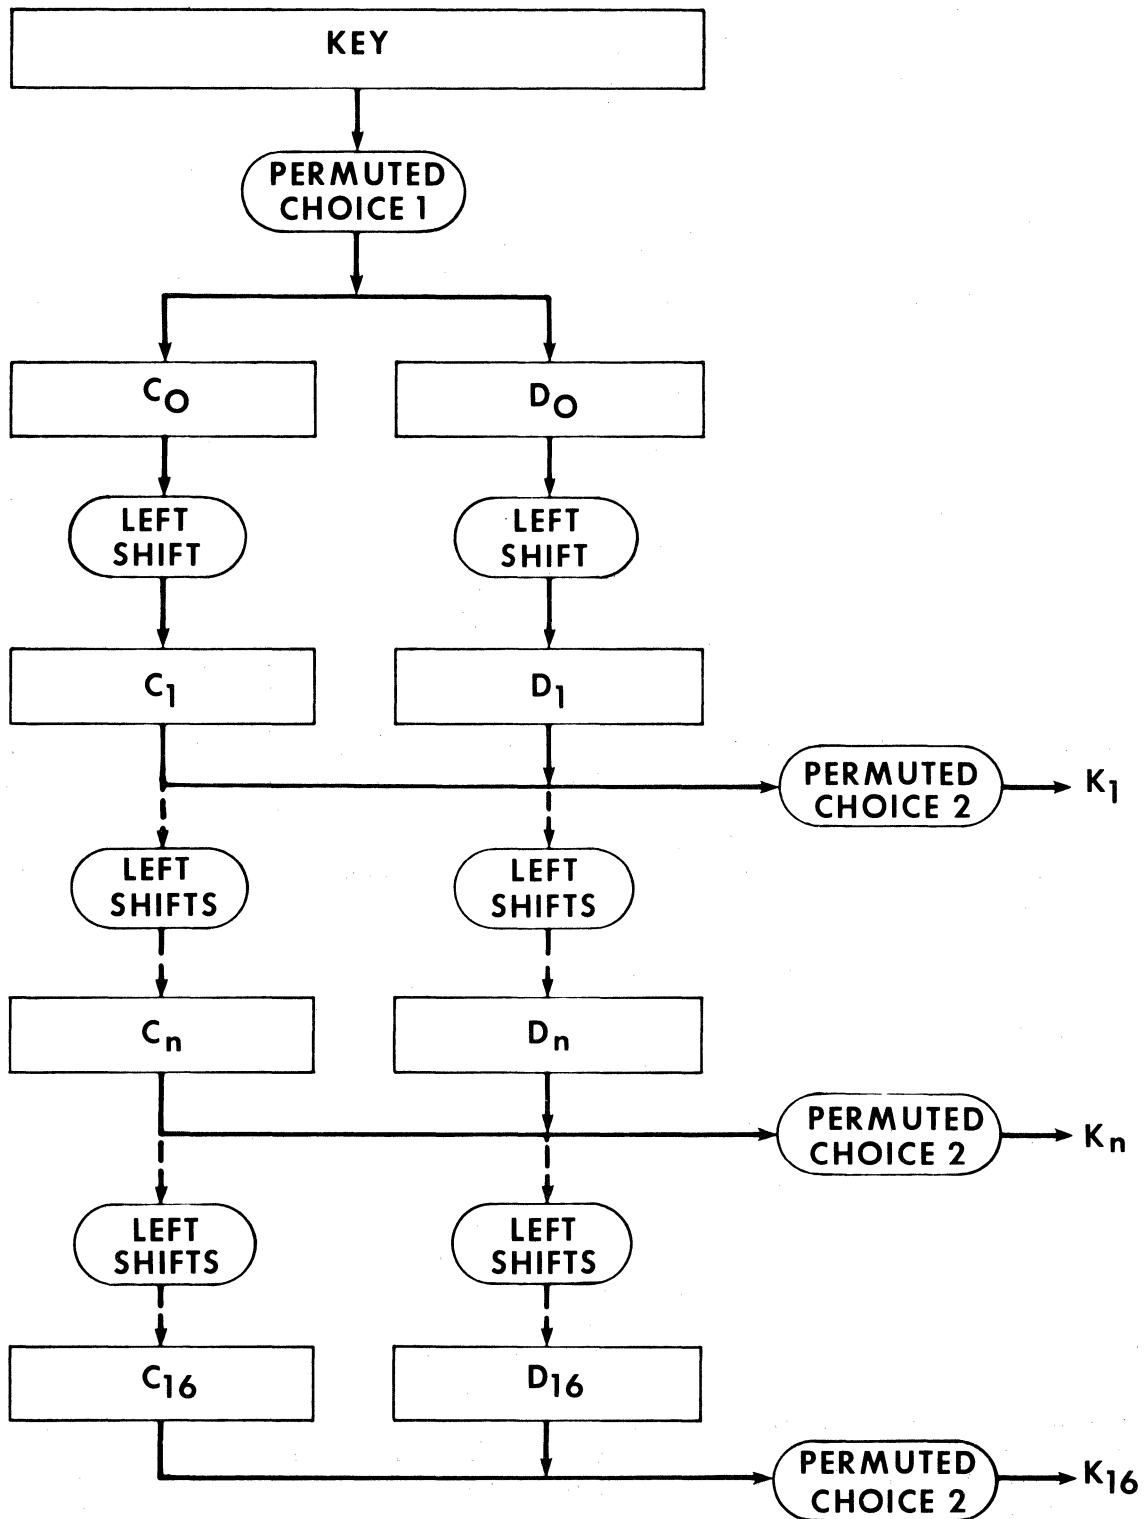 KEY
PERMUTED
CHOICE 1
C₀
D₀
LEFT
SHIFT
LEFT
SHIFT
C₁
D₁
PERMUTED
CHOICE 2
K₁
LEFT
SHIFTS
LEFT
SHIFTS
Cₙ
Dₙ
PERMUTED
CHOICE 2
Kₙ
LEFT
SHIFTS
LEFT
SHIFTS
C₁₆
D₁₆
PERMUTED
CHOICE 2
K₁₆